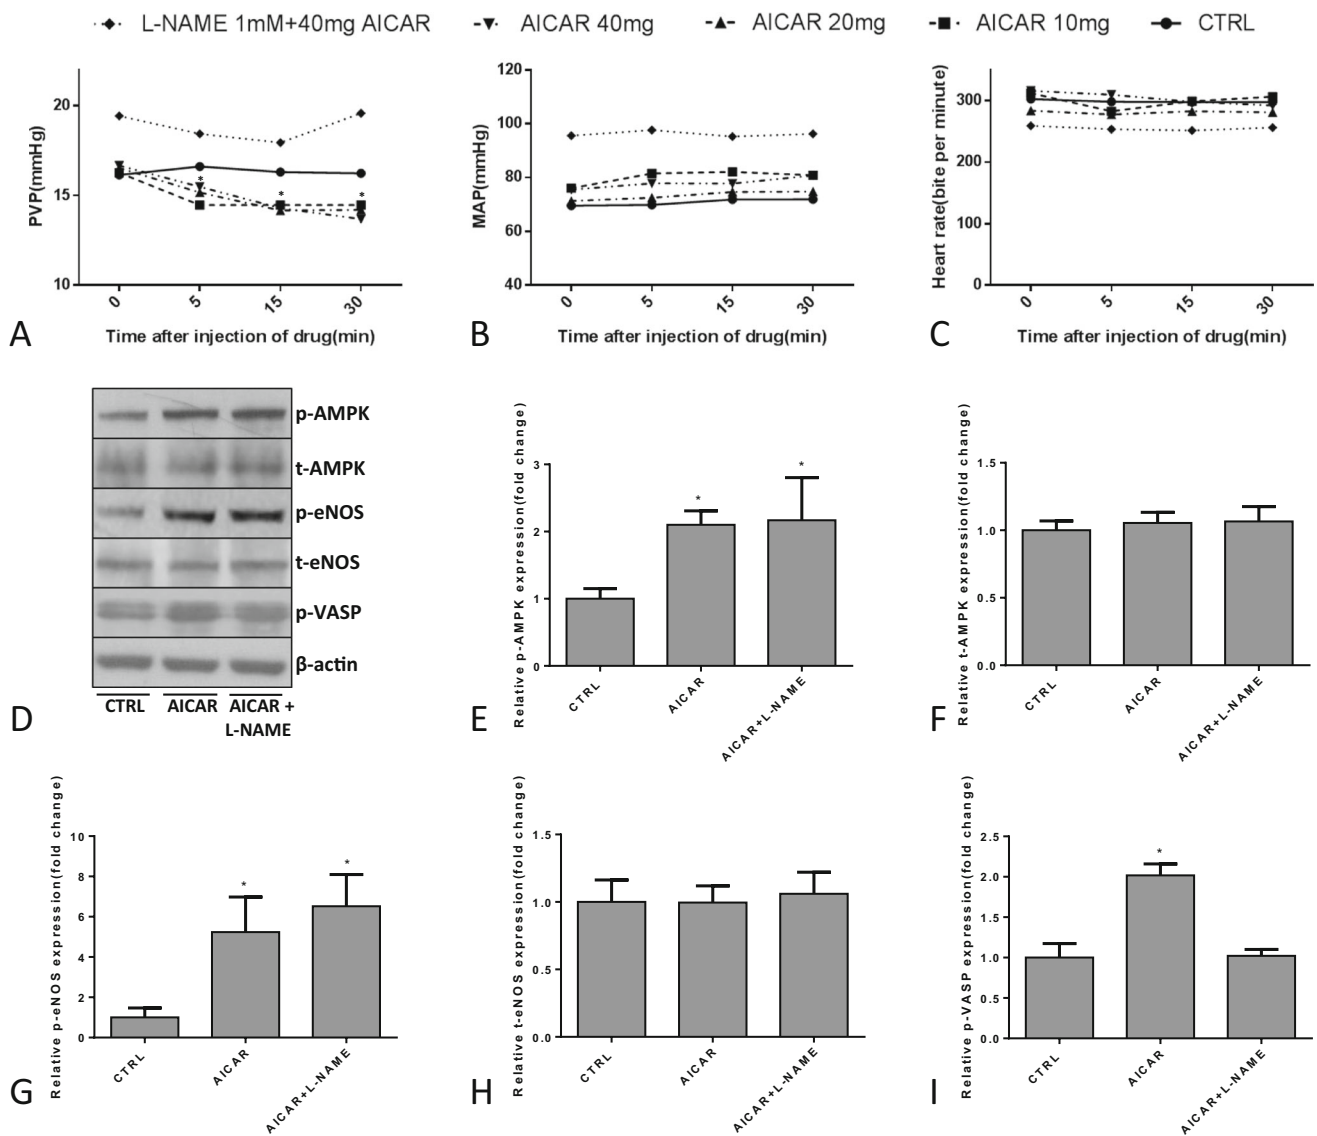 L-NAME 1mM+40mg AICAR AICAR 40mg AICAR 20mg AICAR 10mg CTRL
PVP(mmHg)
20
15
10
* * *
0 5 15 30
Time after injection of drug(min)
A
MAP(mmHg)
120
100
80
60
40
0 5 15 30
Time after injection of drug(min)
B
Heart rate(bite per minute)
300
200
100
0
0 5 15 30
Time after injection of drug(min)
C
p-AMPK
t-AMPK
p-eNOS
t-eNOS
p-VASP
β-actin
CTRL AICAR AICAR +
L-NAME
D
Relative p-AMPK expression(fold change)
3
2
1
0
* *
CTRL
AICAR
AICAR+L-NAME
E
Relative t-AMPK expression(fold change)
1.5
1.0
0.5
0.0
CTRL
AICAR
AICAR+L-NAME
F
Relative p-eNOS expression(fold change)
10
8
6
4
2
0
* *
CTRL
AICAR
AICAR+L-NAME
G
Relative t-eNOS expression(fold change)
1.5
1.0
0.5
0.0
CTRL
AICAR
AICAR+L-NAME
H
Relative p-VASP expression(fold change)
2.5
2.0
1.5
1.0
0.5
0.0
*
CTRL
AICAR
AICAR+L-NAME
I